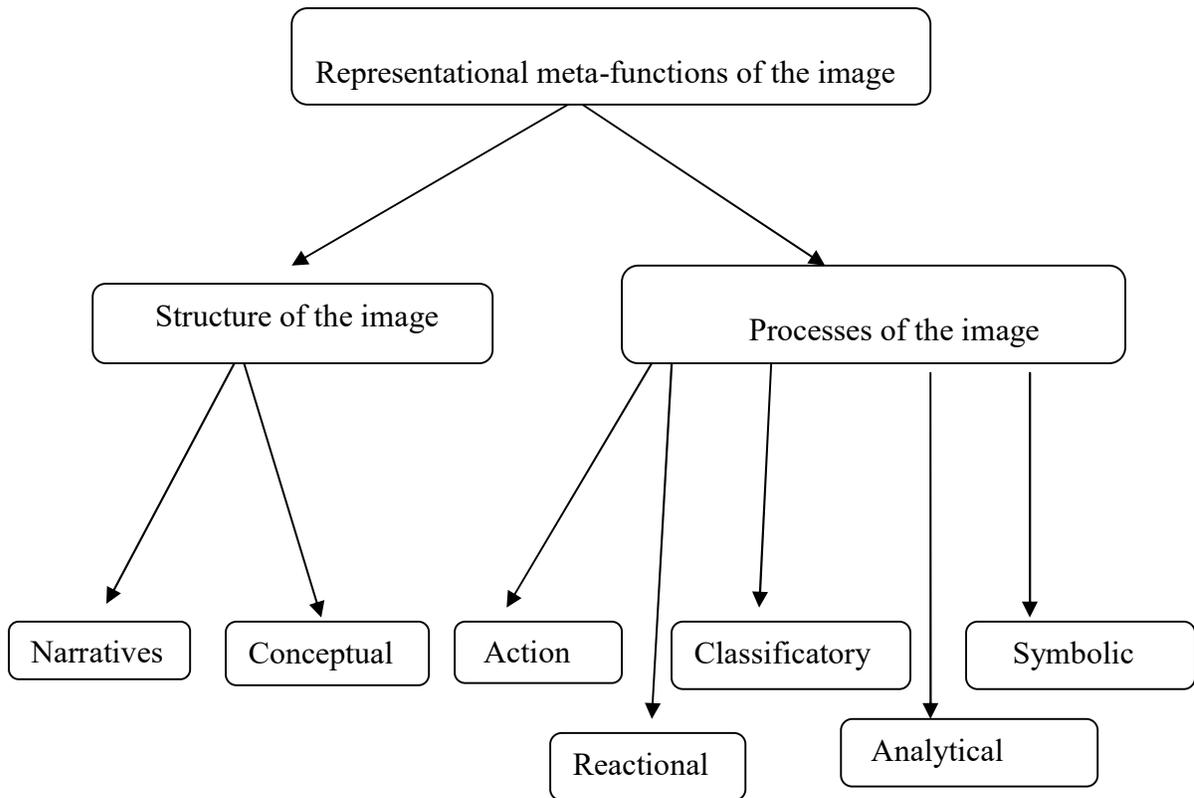 Representational meta-functions of the image
Structure of the image
Processes of the image
Narratives
Conceptual
Action
Classificatory
Symbolic
Reactional
Analytical